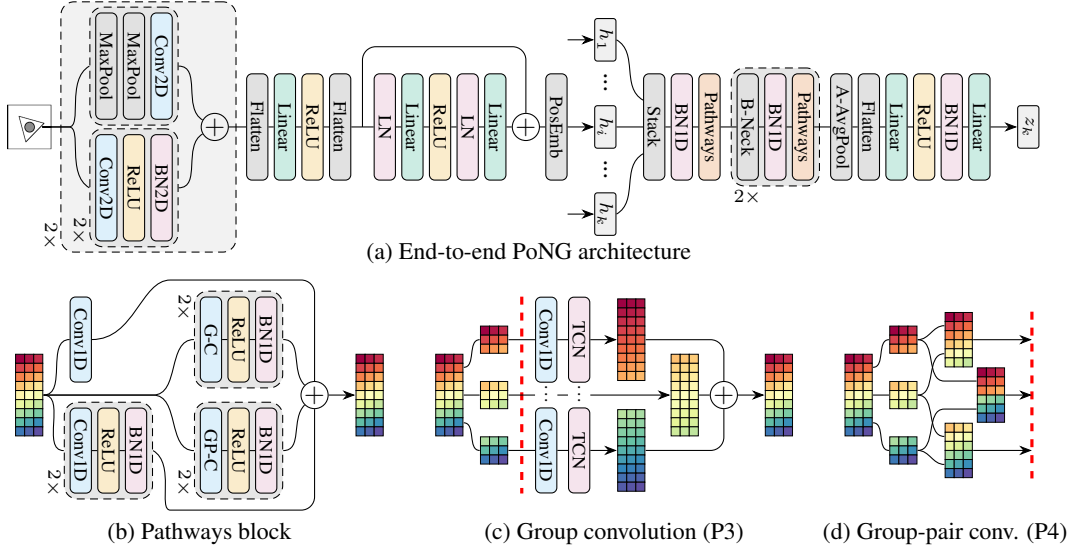 MaxPool
MaxPool
Conv2D
Conv2D
ReLU
BN2D
2×
2×
Flatten
Linear
ReLU
Flatten
LN
Linear
ReLU
LN
Linear
PosEmb
h1
...
hi
...
hk
Stack
BN1D
Pathways
B-Neck
BN1D
Pathways
2×
A-AvgPool
Flatten
Linear
ReLU
BN1D
Linear
zk
(a) End-to-end PoNG architecture
Conv1D
2×
G-C
ReLU
BN1D
Conv1D
ReLU
BN1D
2×
GP-C
ReLU
BN1D
2×
(b) Pathways block
Conv1D
TCN
...
...
Conv1D
TCN
(c) Group convolution (P3)
(d) Group-pair conv. (P4)